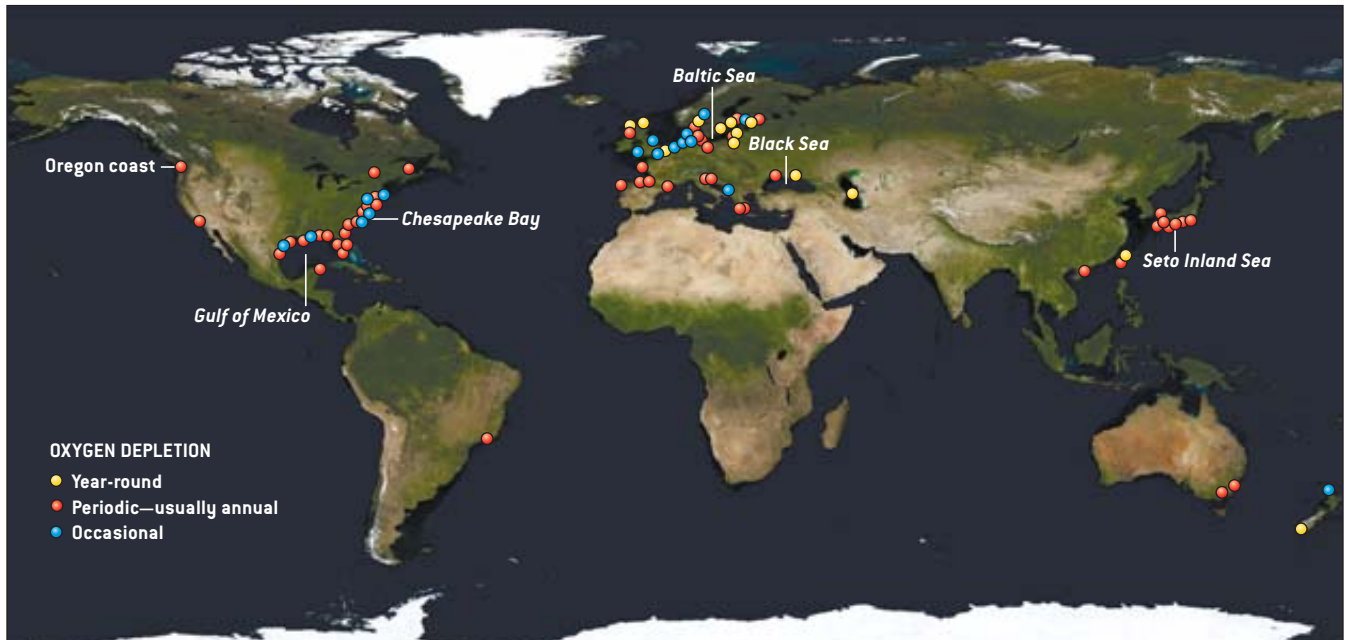 Baltic Sea
Black Sea
Oregon coast
Chesapeake Bay
Seto Inland Sea
Gulf of Mexico
OXYGEN DEPLETION
Year-round
Periodic—usually annual
Occasional